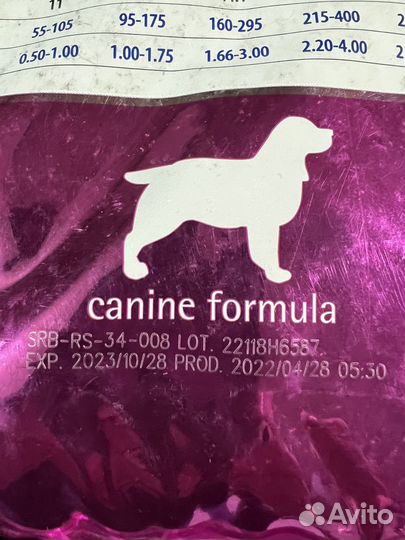 11
55-105 95-175 160-295 215-400 2
0.50-1.00 1.00-1.75 1.66-3.00 2.20-4.00 2
canine formula
SRB-RS-34-008 LOT. 22118H6587
EXP. 2023/10/28 PROD. 2022/04/28 05:30
Avito